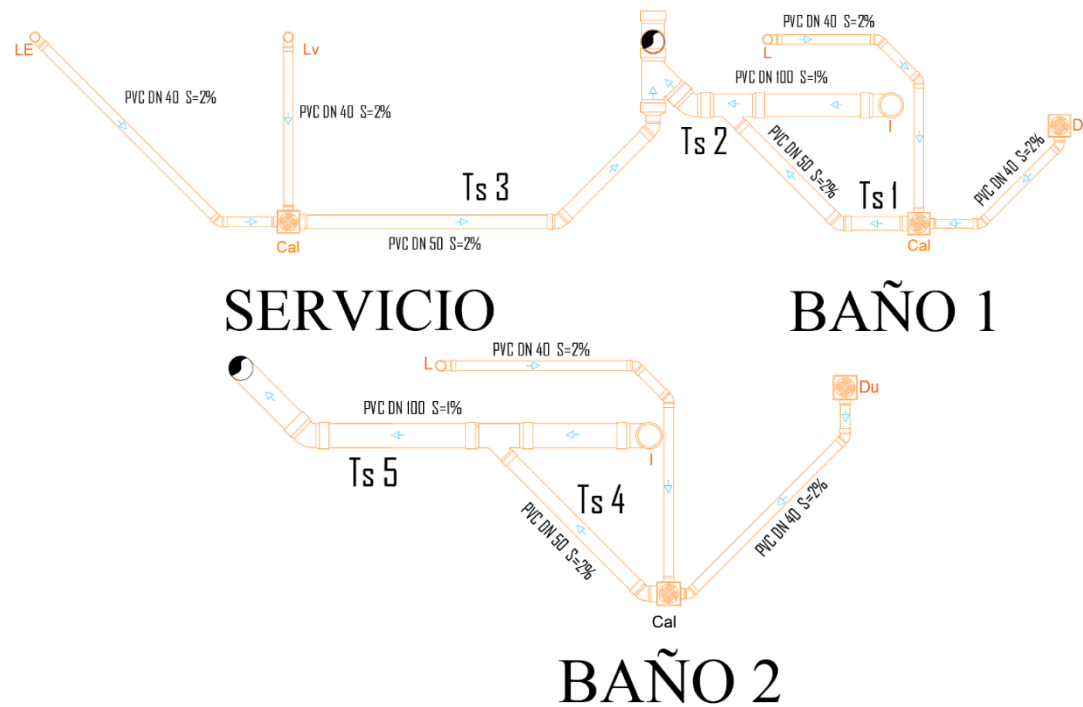 LE
Lv
PVC DN 40 S=2%
PVC DN 40 S=2%
Ts 3
PVC DN 50 S=2%
Cal
SERVICIO
PVC DN 40 S=2%
L
PVC DN 100 S=1%
I
D
Ts 2
PVC DN 50 S=2%
Ts 1
PVC DN 40 S=2%
Cal
BAÑO 1
PVC DN 40 S=2%
L
Du
PVC DN 100 S=1%
I
Ts 5
Ts 4
PVC DN 50 S=2%
PVC DN 40 S=2%
Cal
BAÑO 2